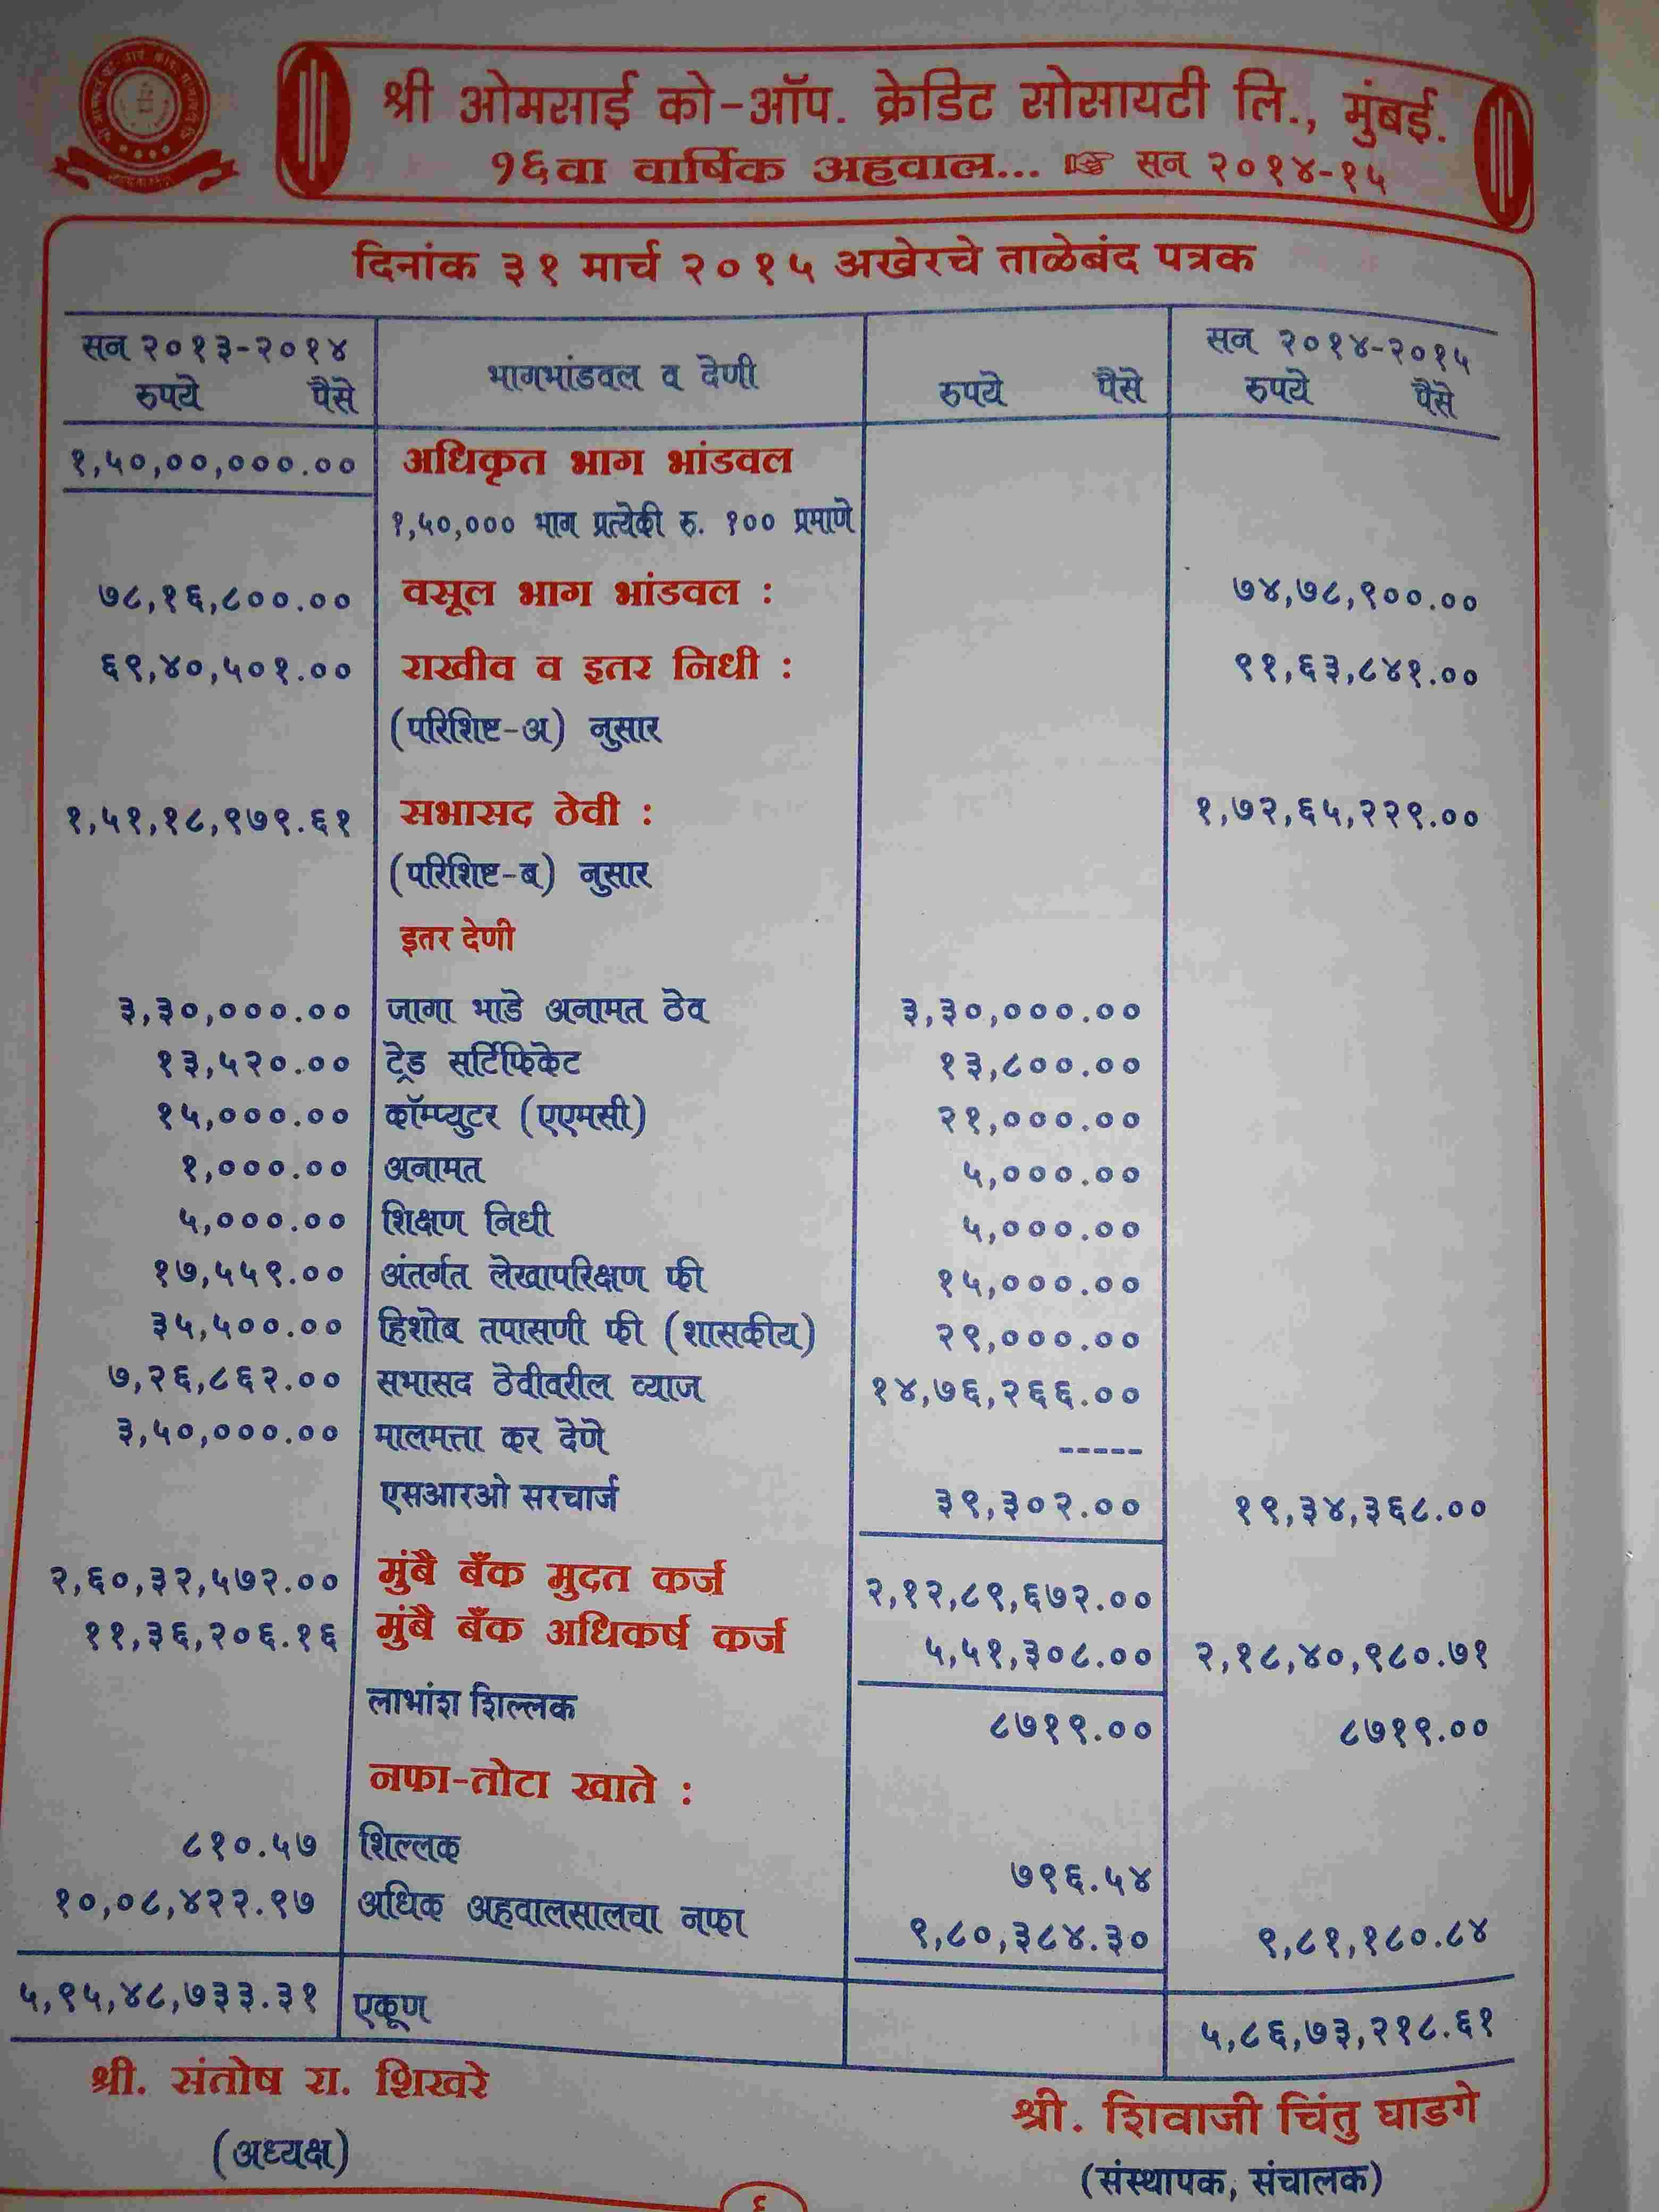 श्री ओमसाई को-ऑप. क्रेडिट सोसायटी लि., मुंबई.
१६वा वार्षिक अहवाल... ☞ सन २०१४-१५
दिनांक ३१ मार्च २०१५ अखेरचे ताळेबंद पत्रक
सन २०१३-२०१४ रुपये पैसे भागभांडवल व देणी रुपये पैसे सन २०१४-२०१५ रुपये पैसे
१,५०,००,०००.०० अधिकृत भाग भांडवल
१,५०,००० भाग प्रत्येकी रु. १०० प्रमाणे
७८,१६,८००.०० वसूल भाग भांडवल : ७४,७८,९००.००
६९,४०,५०१.०० राखीव व इतर निधी : ९१,६३,८४१.००
(परिशिष्ट-अ) नुसार
१,५१,१८,९७९.६१ सभासद ठेवी : १,७२,६५,२२९.००
(परिशिष्ट-ब) नुसार
इतर देणी
३,३०,०००.०० जागा भाडे अनामत ठेव ३,३०,०००.००
१३,५२०.०० ट्रेड सर्टिफिकेट १३,८००.००
१५,०००.०० कॉम्प्युटर (एएमसी) २१,०००.००
१,०००.०० अनामत ५,०००.००
५,०००.०० शिक्षण निधी ५,०००.००
१७,५५९.०० अंतर्गत लेखापरिक्षण फी १५,०००.००
३५,५००.०० हिशोब तपासणी फी (शासकीय) २९,०००.००
७,२६,८६२.०० सभासद ठेवीवरील व्याज १४,७६,२६६.००
३,५०,०००.०० मालमत्ता कर देणे -----
एसआरओ सरचार्ज ३९,३०२.०० १९,३४,३६८.००
२,६०,३२,५७२.०० मुंबै बँक मुदत कर्ज २,१२,८९,६७२.००
११,३६,२०६.१६ मुंबै बँक अधिकर्ष कर्ज ५,५१,३०८.०० २,१८,४०,९८०.७१
लाभांश शिल्लक ८७१९.०० ८७१९.००
नफा-तोटा खाते :
८१०.५७ शिल्लक ७९६.५४
१०,०८,४२२.९७ अधिक अहवालसालचा नफा ९,८०,३८४.३० ९,८१,१८०.८४
५,९५,४८,७३३.३१ एकूण ५,८६,७३,२१८.६१
श्री. संतोष रा. शिखरे श्री. शिवाजी चिंतु घाडगे
(अध्यक्ष) (संस्थापक, संचालक)
६